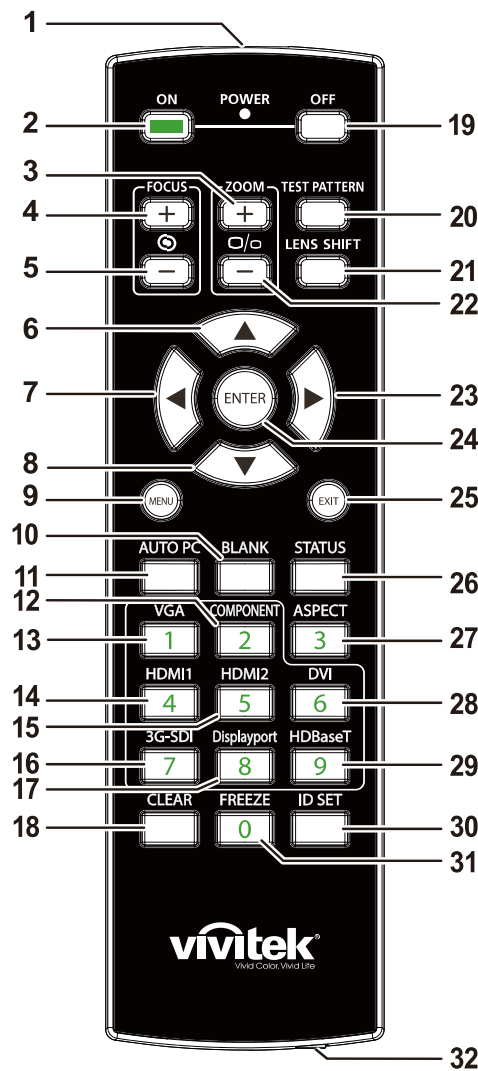 1
ON POWER OFF
2 19
3 FOCUS ZOOM TEST PATTERN
4 + + 20
LENS SHIFT
5 − − 21
22
6
7 ENTER 23
24
8
9 MENU EXIT 25
10 AUTO PC BLANK STATUS
11 26
12 VGA COMPONENT ASPECT
13 1 2 3 27
HDMI1 HDMI2 DVI
14 4 5 6 28
15
3G-SDI Displayport HDBaseT
16 7 8 9 29
17
CLEAR FREEZE ID SET
18 0 30
31
vivitek®
Vivid Color, Vivid Life
32